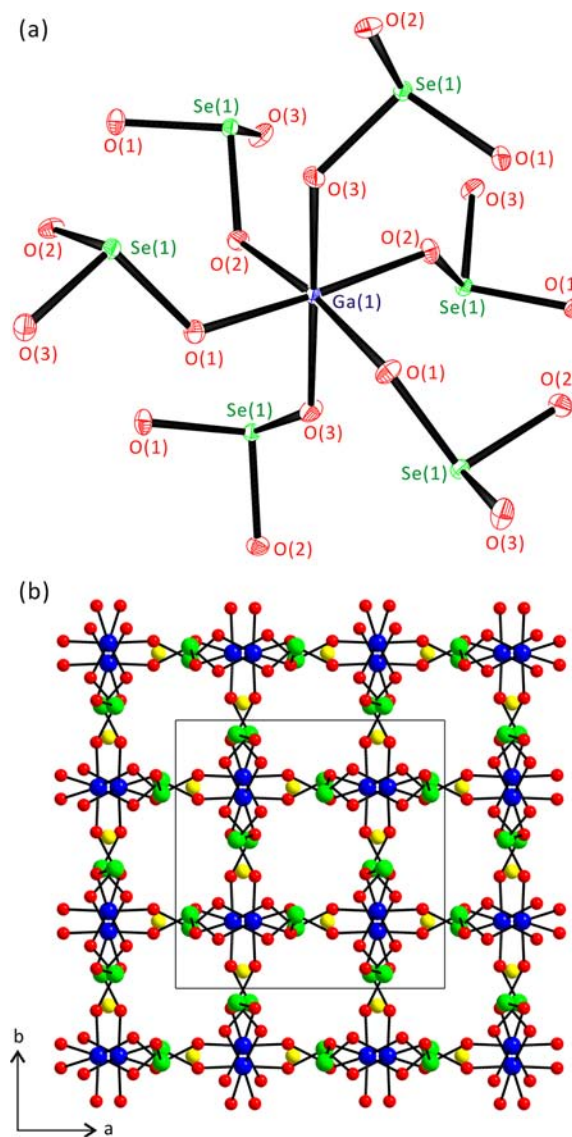 (a)
O(2)
Se(1)
Se(1)
O(3)
O(1)
O(1)
O(3)
O(3)
O(2)
O(2)
Se(1)
O(2)
Ga(1)
Se(1)
O(1)
O(3)
O(1)
O(1)
O(2)
Se(1)
O(3)
O(1)
Se(1)
O(2)
O(3)
(b)
b
a